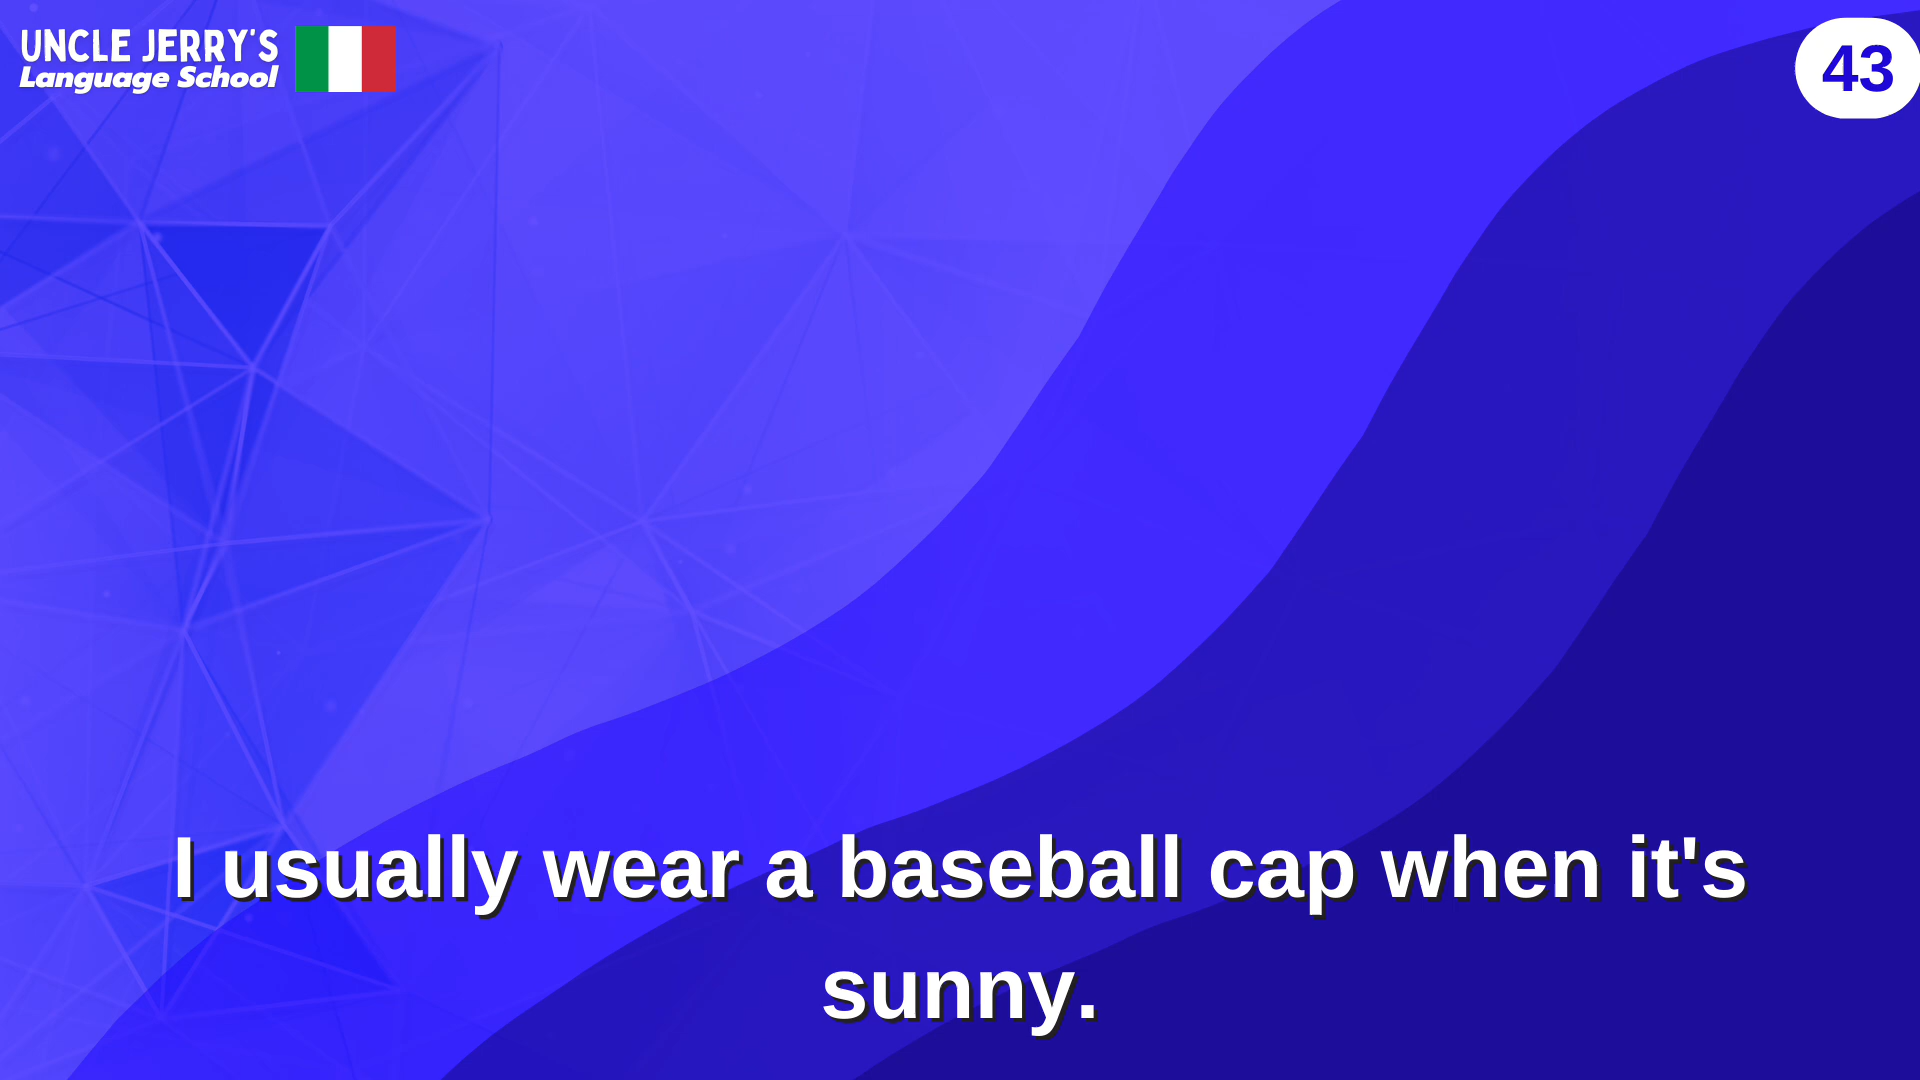 UNCLE JERRY'S
Language School
43
I usually wear a baseball cap when it's
sunny.